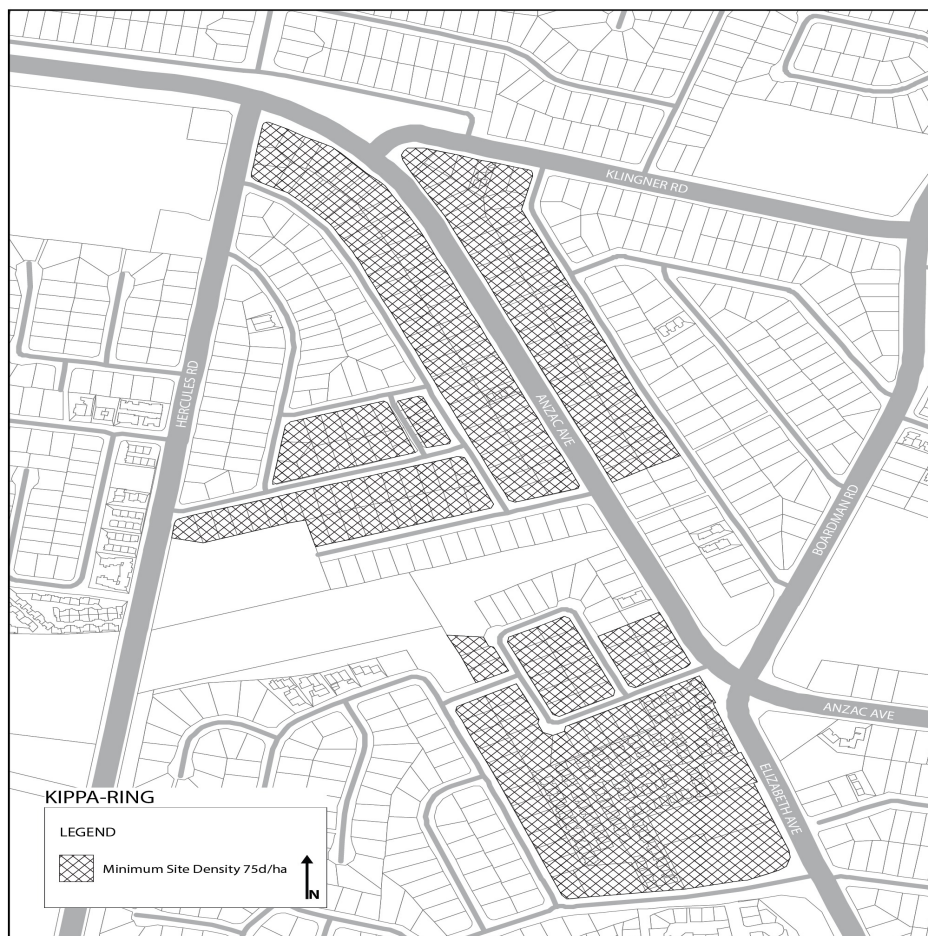 KLINGNER RD
HERCULES RD
ANZAC AVE
BOARDMAN RD
ANZAC AVE
ELIZABETH AVE
KIPPA-RING
LEGEND
Minimum Site Density 75d/ha
N